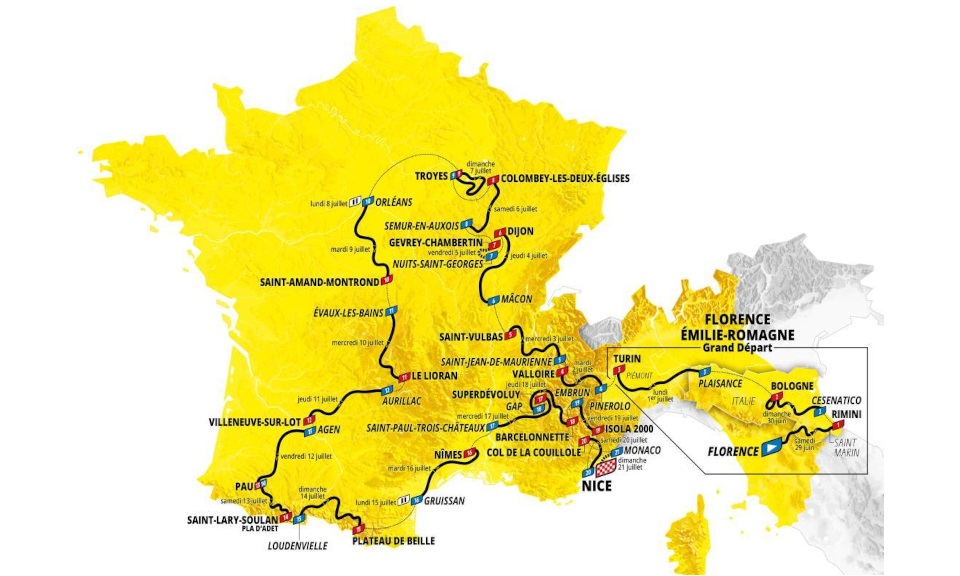 dimanche
7 juillet
TROYES
COLOMBEY-LES-DEUX-ÉGLISES
lundi 8 juillet
ORLÉANS
samedi 6 juillet
SEMUR-EN-AUXOIS
DIJON
GEVREY-CHAMBERTIN
mardi 9 juillet
vendredi 5 juillet
jeudi 4 juillet
NUITS-SAINT-GEORGES
SAINT-AMAND-MONTROND
MÂCON
ÉVAUX-LES-BAINS
FLORENCE
ÉMILIE-ROMAGNE
Grand Départ
SAINT-VULBAS
mercredi 3 juillet
mercredi 10 juillet
SAINT-JEAN-DE-MAURIENNE
TURIN
mardi
2 juillet
VALLOIRE
LE LIORAN
PIÉMONT
PLAISANCE
jeudi 18 juillet
SUPERDÉVOLUY
EMBRUN
BOLOGNE
AURILLAC
lundi
1er juillet
ITALIE
CESENATICO
jeudi 11 juillet
GAP
PINEROLO
RIMINI
dimanche
30 juin
mercredi 17 juillet
vendredi 19 juillet
VILLENEUVE-SUR-LOT
SAINT-PAUL-TROIS-CHÂTEAUX
ISOLA 2000
AGEN
BARCELONNETTE
samedi 20 juillet
samedi
29 juin
SAINT
MARIN
FLORENCE
COL DE LA COUILLOLE
MONACO
NÎMES
vendredi 12 juillet
dimanche
21 juillet
mardi 16 juillet
NICE
PAU
dimanche
14 juillet
samedi 13 juillet
lundi 15 juillet
GRUISSAN
SAINT-LARY-SOULAN
PLA D'ADET
LOUDENVIELLE
PLATEAU DE BEILLE